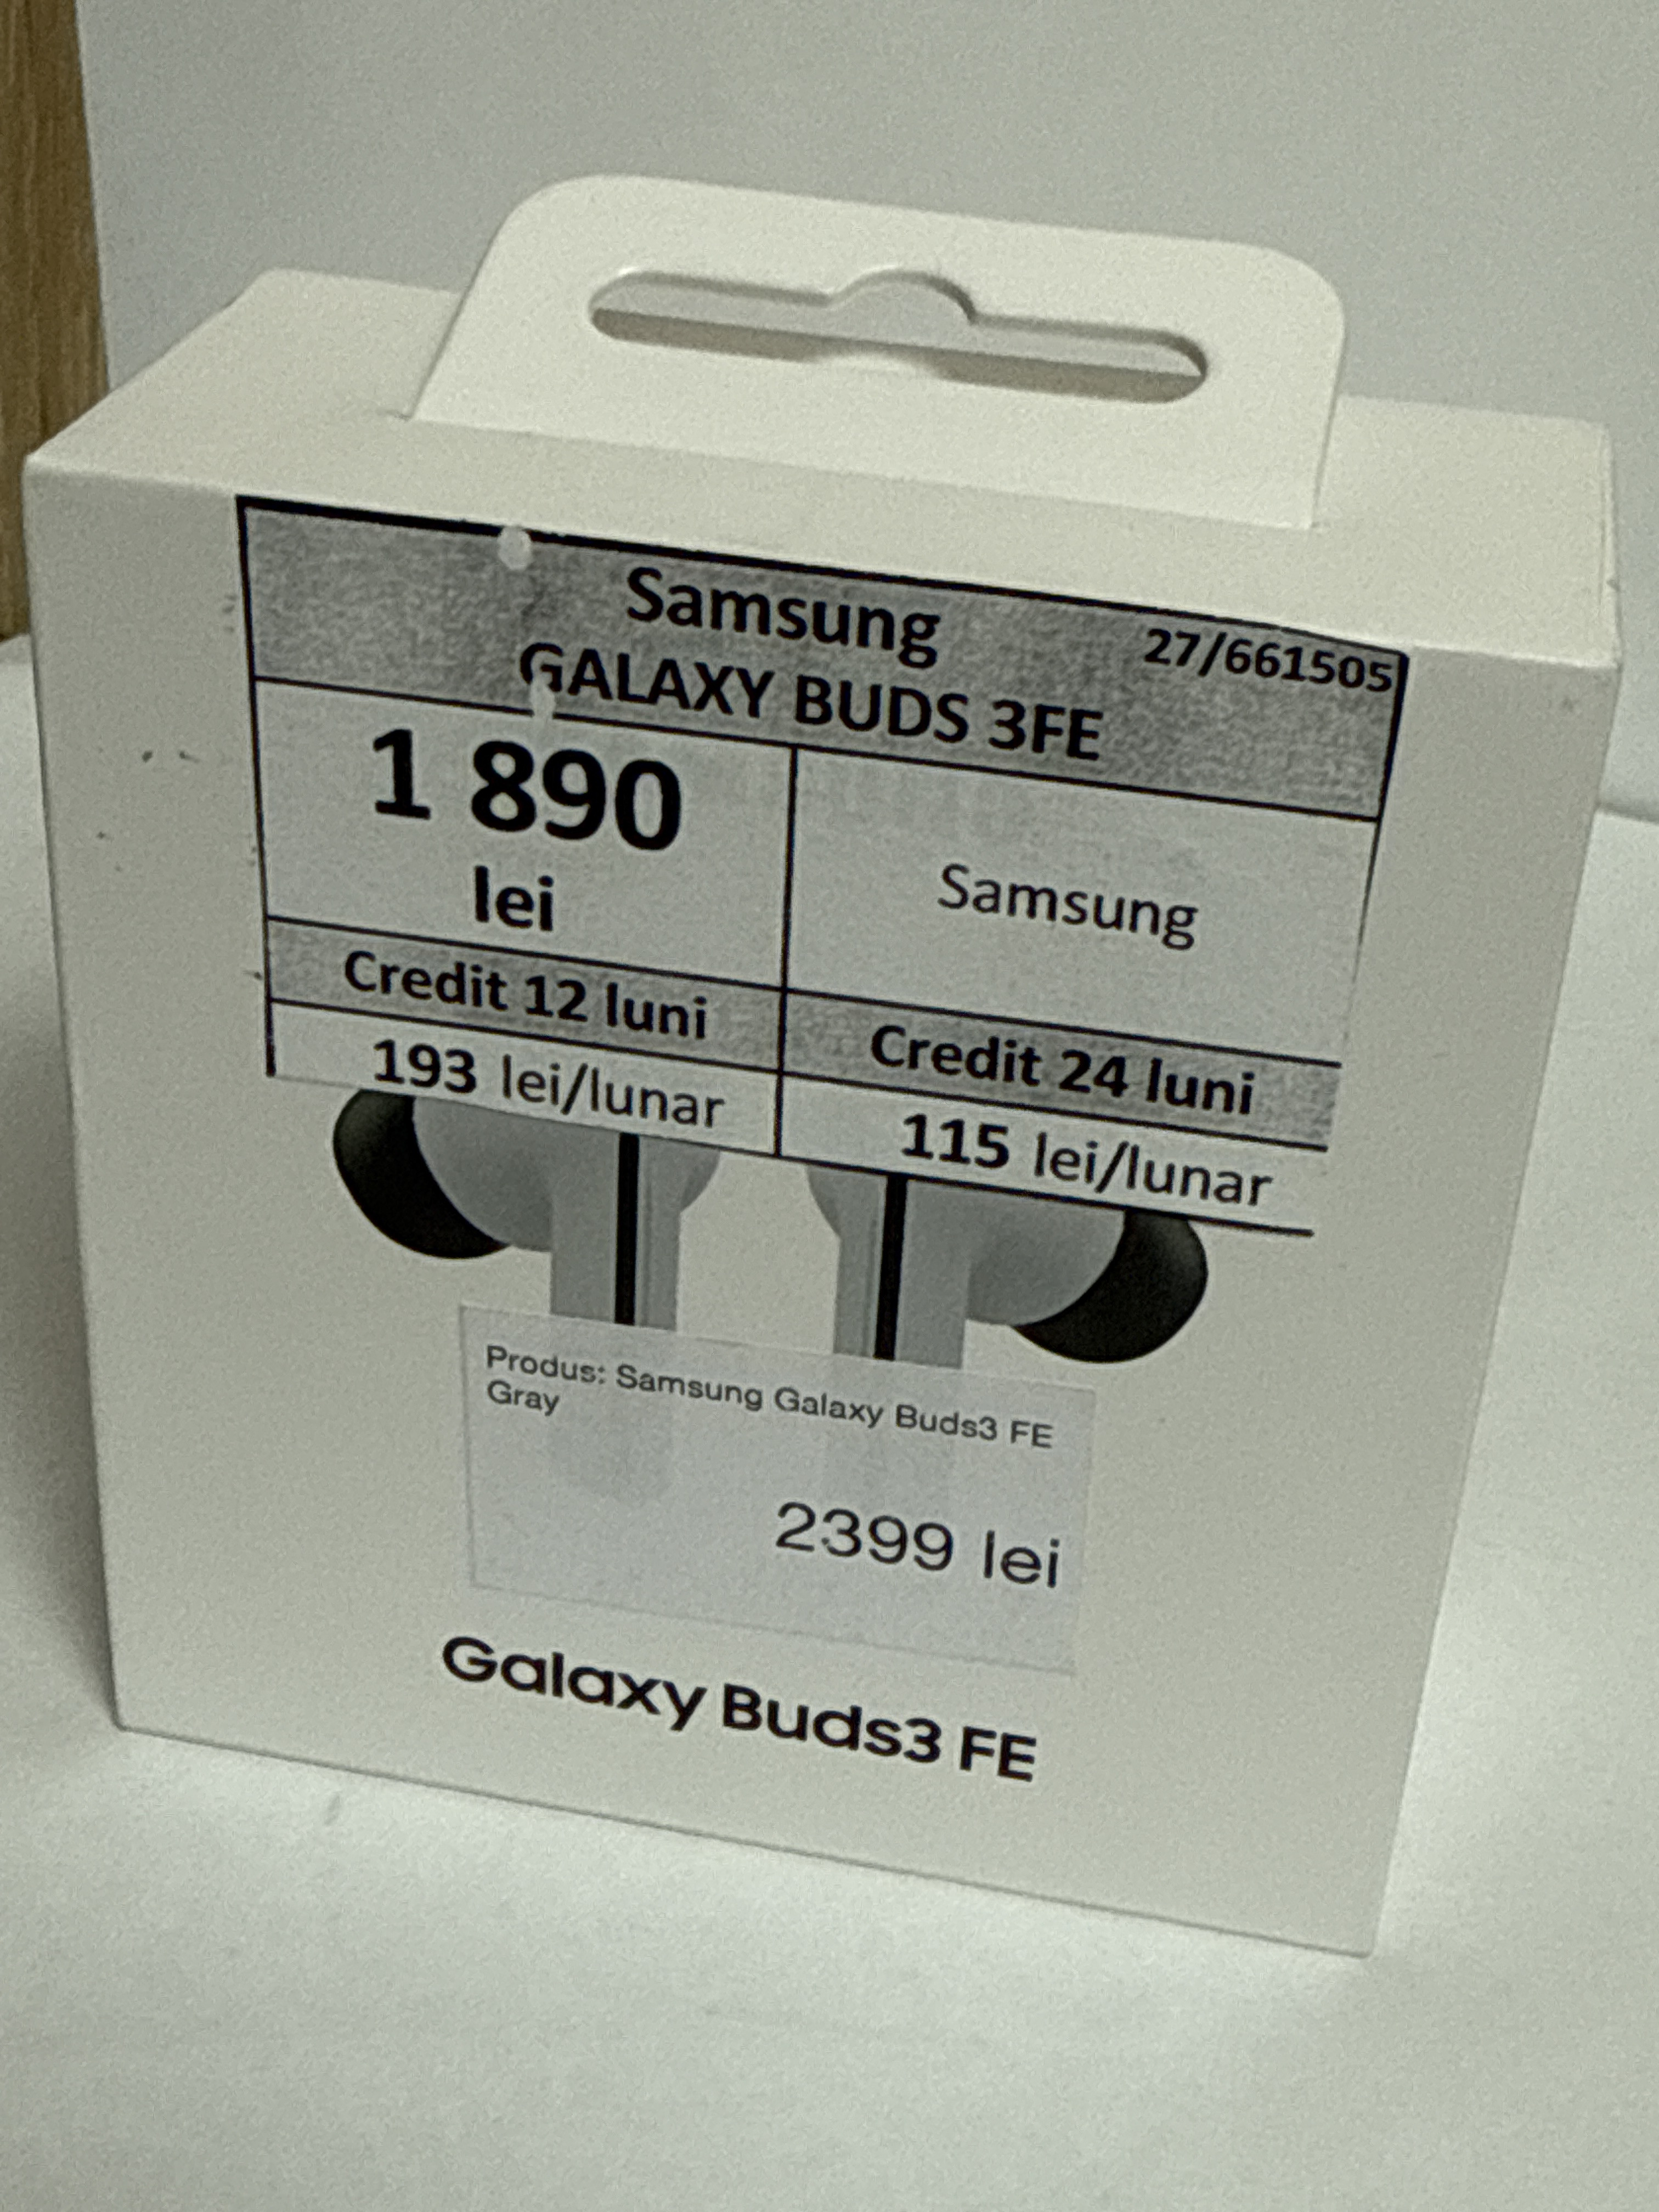 Samsung
27/661505
GALAXY BUDS 3FE
1 890
lei
Samsung
Credit 12 luni
Credit 24 luni
193 lei/lunar
115 lei/lunar
Produs: Samsung Galaxy Buds3 FE
Gray
2399 lei
Galaxy Buds3 FE